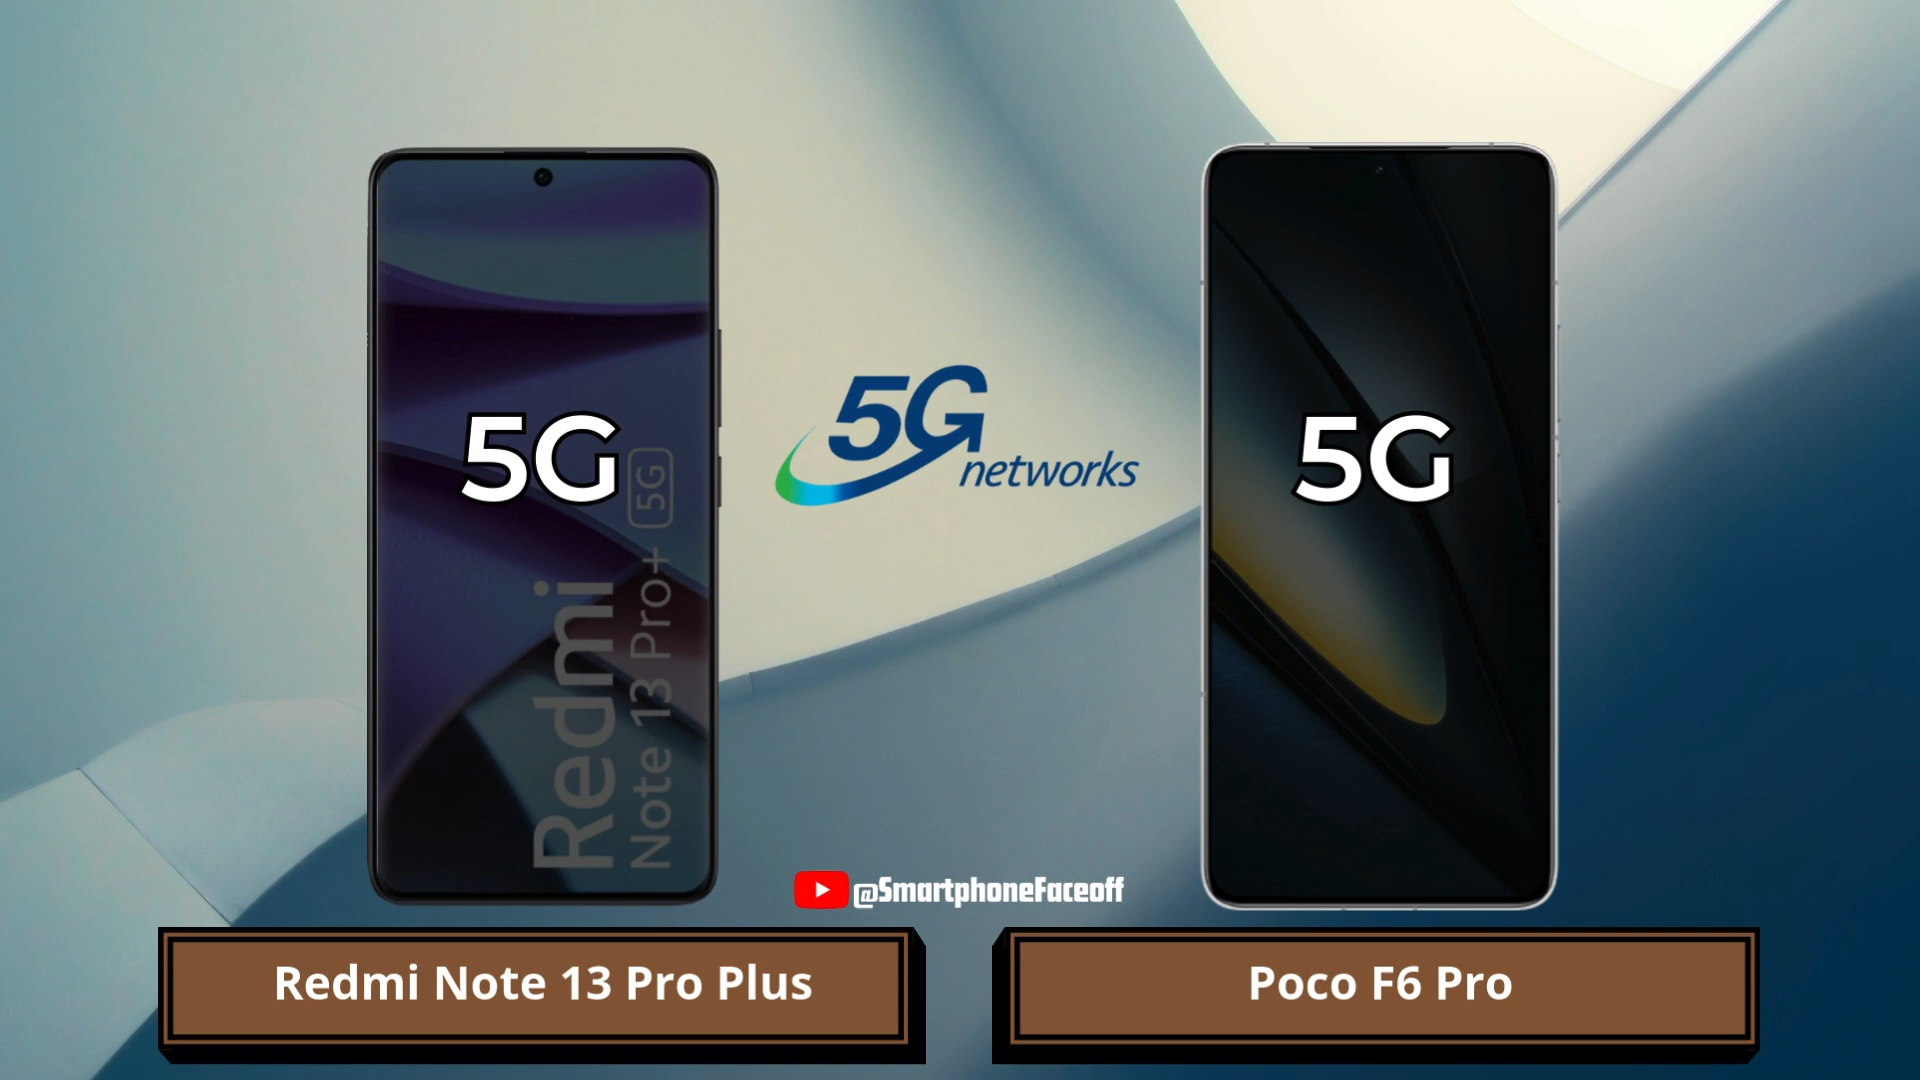 5G
Redmi
Note 13 Pro+ 5G
5G
networks
5G
@SmartphoneFaceoff
Redmi Note 13 Pro Plus
Poco F6 Pro